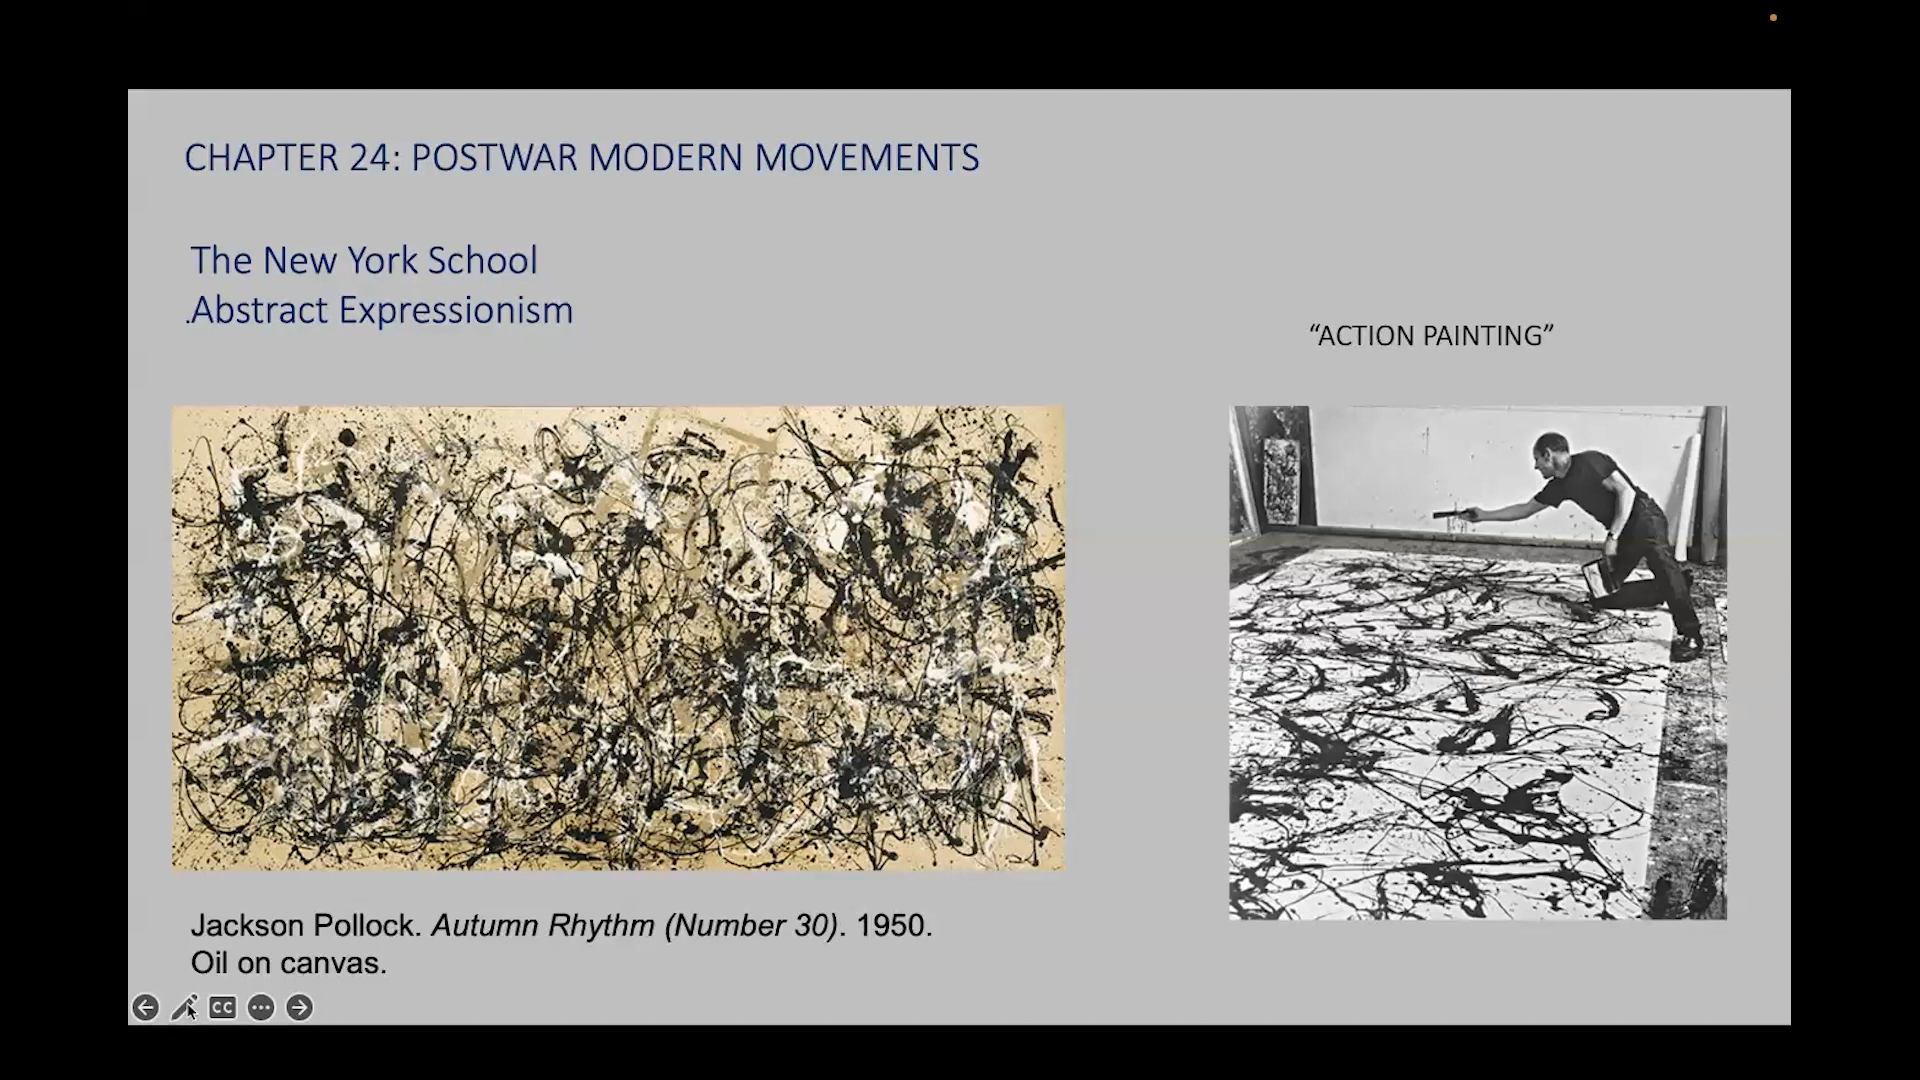 CHAPTER 24: POSTWAR MODERN MOVEMENTS
The New York School
.Abstract Expressionism
“ACTION PAINTING”
Jackson Pollock. Autumn Rhythm (Number 30). 1950.
Oil on canvas.
CC